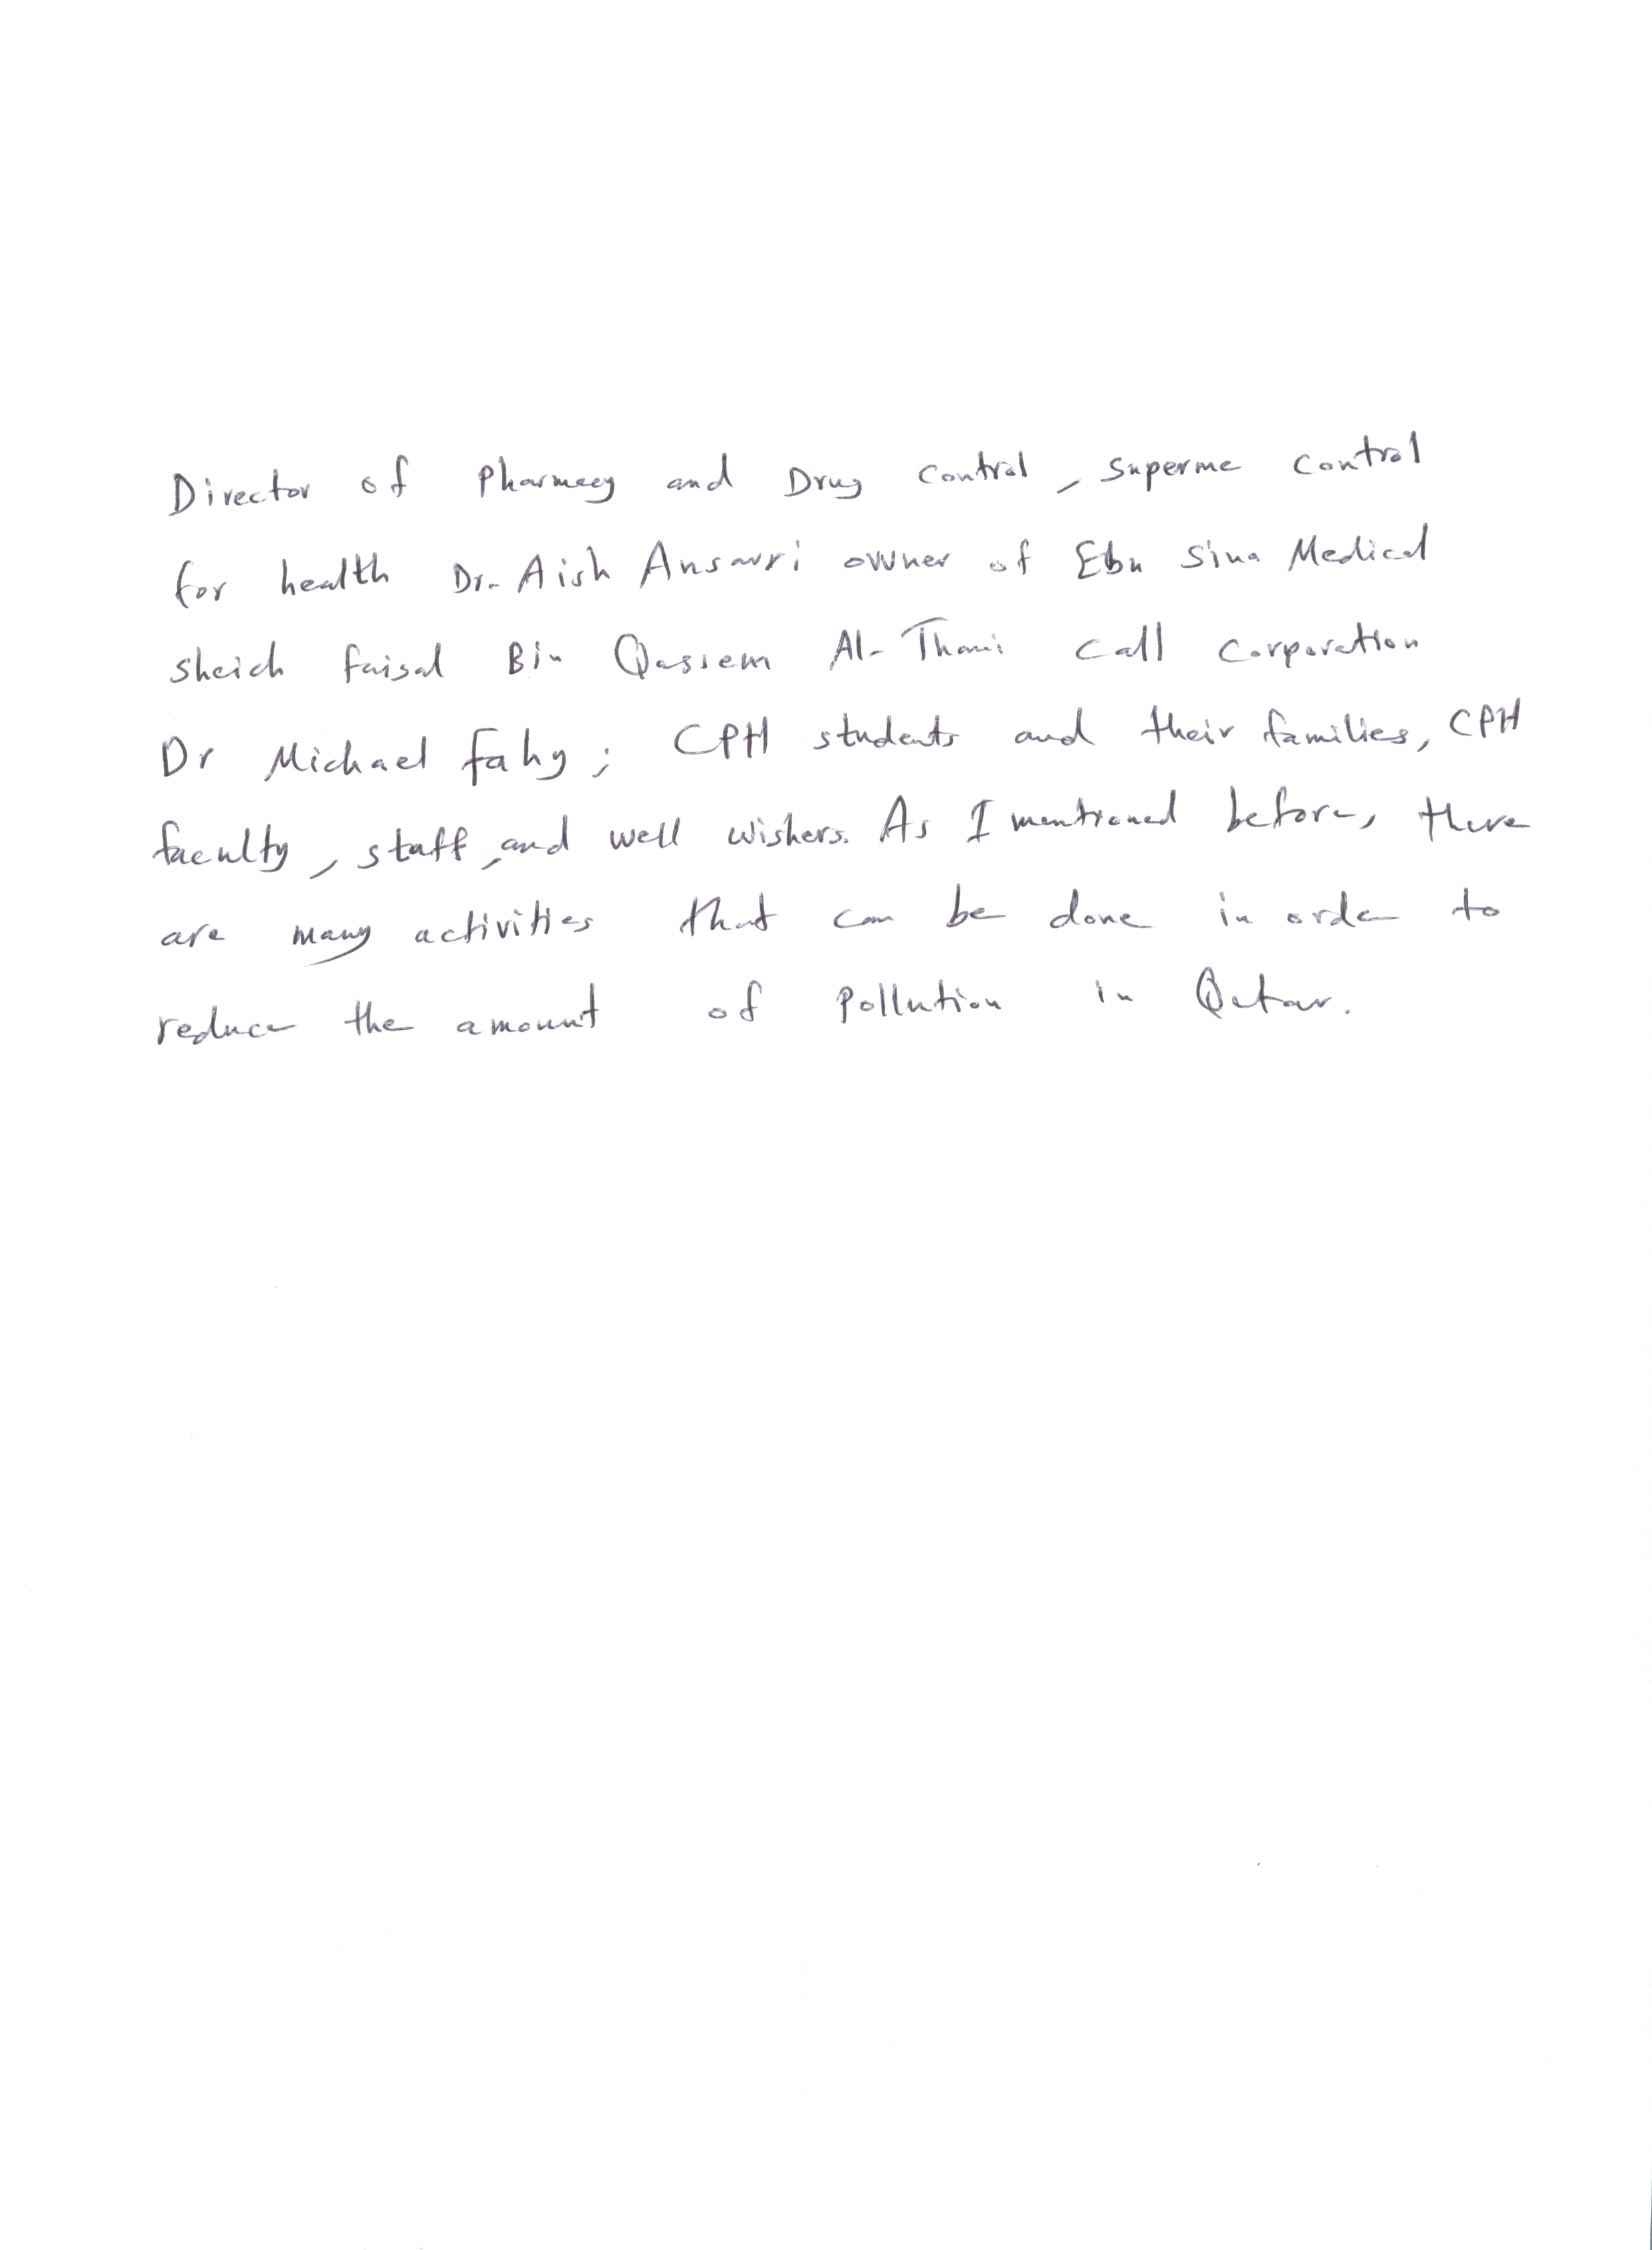 Director of Pharmacy and Drug Control, Superme Control
for health Dr. Aish Ansarri owner of Ebn Sina Medical
sheich faisal Bin Qassem Al-Thani call corporation
Dr Michael fahy; CPH students and their families, CPH
faculty, staff, and well wishers. As I mentioned before, there
are many activities that can be done in order to
reduce the amount of Pollution in Qatar.